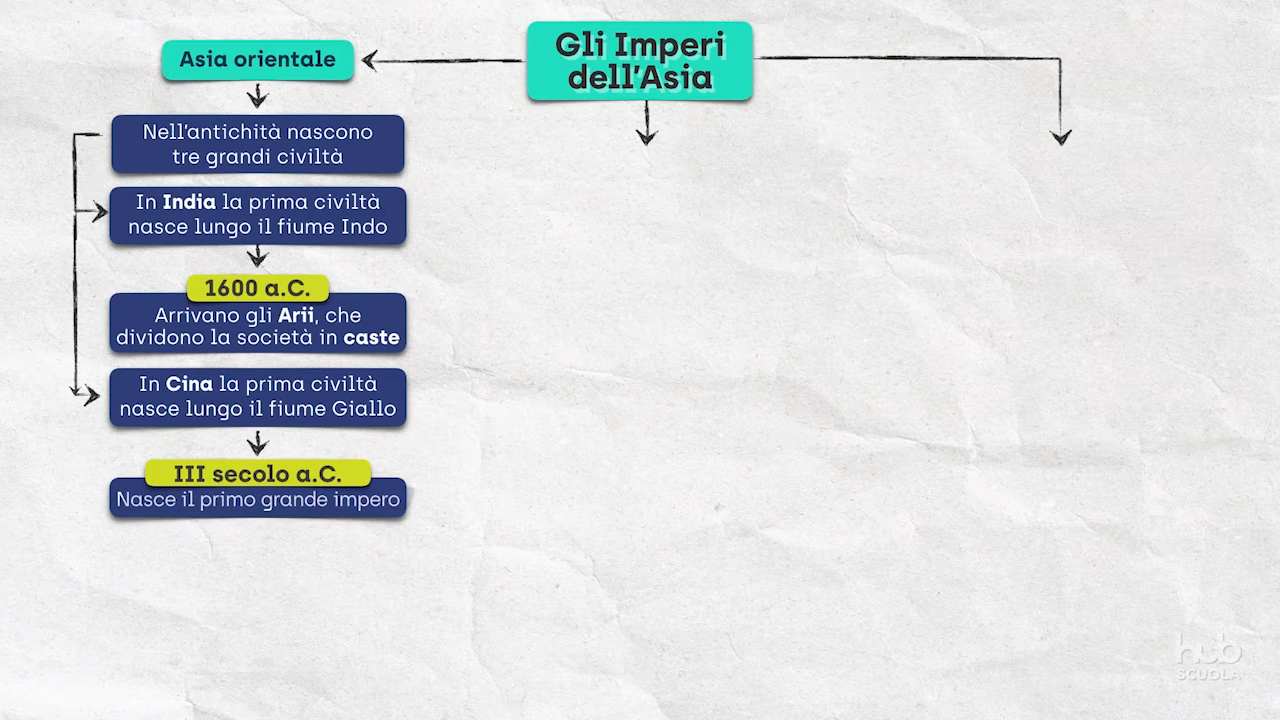 Gli Imperi
dell'Asia
Asia orientale
Nell'antichità nascono
tre grandi civiltà
In India la prima civiltà
nasce lungo il fiume Indo
1600 a.C.
Arrivano gli Arii, che
dividono la società in caste
In Cina la prima civiltà
nasce lungo il fiume Giallo
III secolo a.C.
Nasce il primo grande impero
hub
SCUOLA